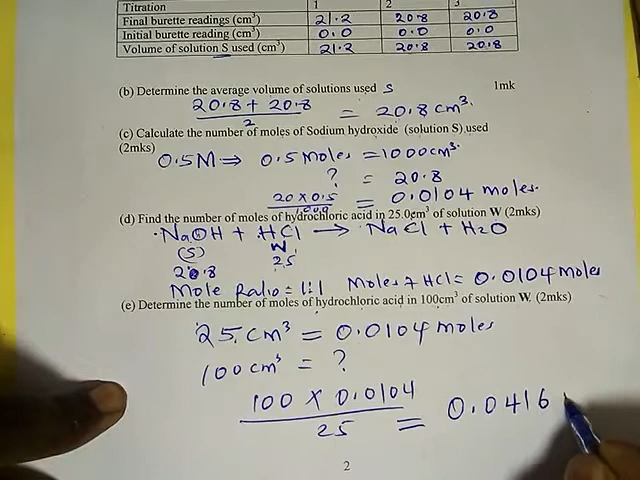 Titration 1 2 3
Final burette readings (cm³) 21.2 20.8 20.8
Initial burette reading (cm³) 0.0 0.0 0.0
Volume of solution S used (cm³) 21.2 20.8 20.8
(b) Determine the average volume of solutions used S 1mk
20.8 + 20.8
2
= 20.8 cm³.
(c) Calculate the number of moles of Sodium hydroxide (solution S) used
(2mks)
0.5M ⇒ 0.5 moles = 1000cm³.
? = 20.8
20 x 0.5
1000
= 0.0104 moles.
(d) Find the number of moles of hydrochloric acid in 25.0cm³ of solution W (2mks)
NaOH + HCl → NaCl + H2O
(S) W
20.8 25
Mole Ratio = 1:1 Moles of HCl = 0.0104 moles
(e) Determine the number of moles of hydrochloric acid in 100cm³ of solution W. (2mks)
25 cm³ = 0.0104 moles
100 cm³ = ?
100 x 0.0104
25
= 0.0416
2